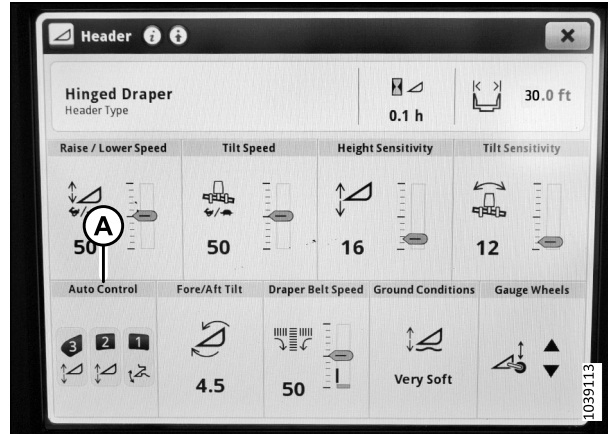 Header
Hinged Draper
Header Type
0.1 h
30.0 ft
Raise / Lower Speed
Tilt Speed
Height Sensitivity
Tilt Sensitivity
A
50
50
16
12
Auto Control
Fore/Aft Tilt
Draper Belt Speed
Ground Conditions
Gauge Wheels
3 2 1
4.5
50
Very Soft
1039113